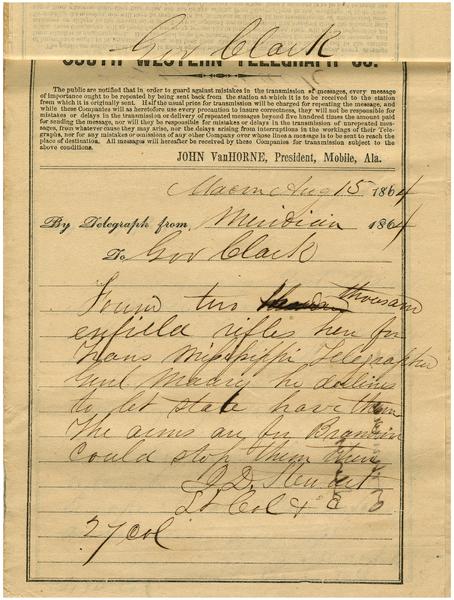 Gov Clark
SOUTH WESTERN TELEGRAPH CO.
The public are notified that in order to guard against mistakes in the transmission of messages, every message
of importance ought to be repeated by being sent back from the station at which it is to be received to the station
from which it is originally sent. Half the usual price for transmission will be charged for repeating the message, and
while these Companies will as heretofore use every precaution to insure correctness, they will not be responsible for
mistakes or delays in the transmission or delivery of repeated messages beyond five hundred times the amount paid
for sending the message, nor will they be responsible for mistakes or delays in the transmission of unrepeated mes-
sages, from whatever cause they may arise, nor the delays arising from interruptions in the workings of their Tele-
graphs, nor for any mistakes or omission of any other Company over whose lines a message is to be sent to reach the
place of destination. All messages will hereafter be received by these Companies for transmission subject to the
above conditions.
JOHN VanHORNE, President, Mobile, Ala.
Macon Aug 15 1864
By Telegraph from Meridian 1864
To Gov Clark
Found two thousand
enfield rifles here for
Trans Mississippi Telegraphed
Genl Maury he declines
to let state have them
The arms are for Brandon
Could stop them there
J D. Stewart
Lt Col &c
27 col